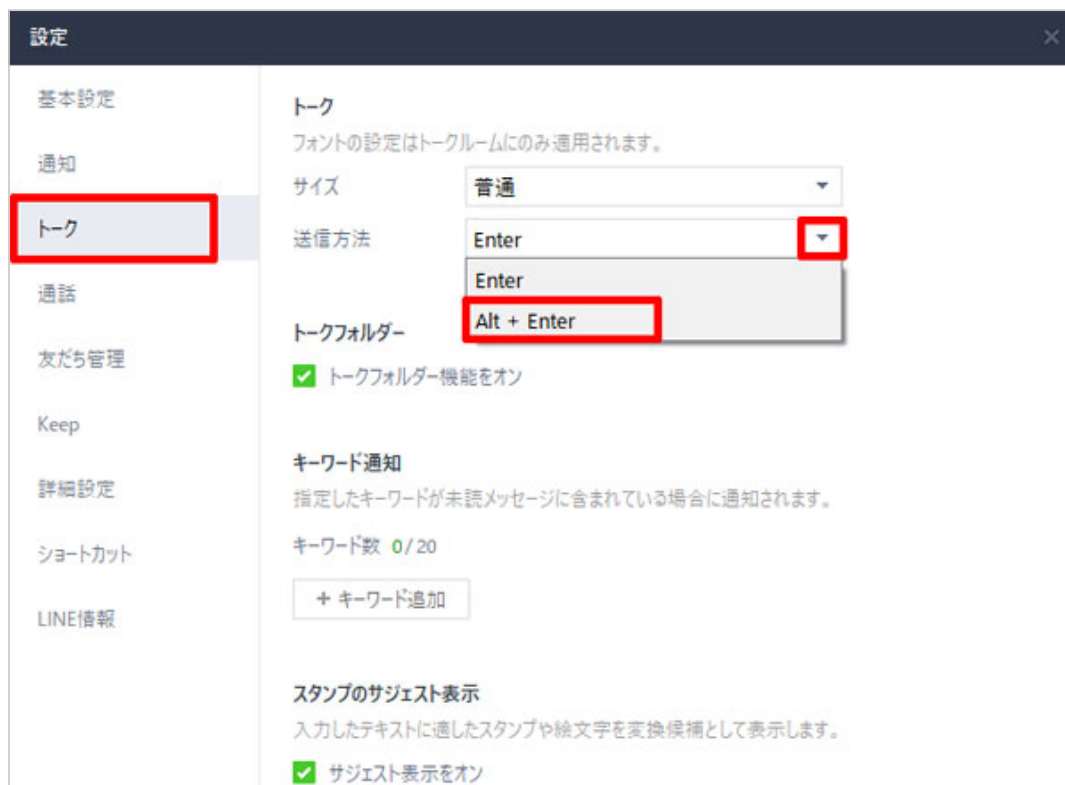 設定
基本設定
通知
トーク
通話
友だち管理
Keep
詳細設定
ショートカット
LINE情報
トーク
フォントの設定はトークルームにのみ適用されます。
サイズ 普通
送信方法 Enter
Enter
Alt + Enter
トークフォルダー
トークフォルダー機能をオン
キーワード通知
指定したキーワードが未読メッセージに含まれている場合に通知されます。
キーワード数 0/20
+ キーワード追加
スタンプのサジェスト表示
入力したテキストに適したスタンプや絵文字を変換候補として表示します。
サジェスト表示をオン